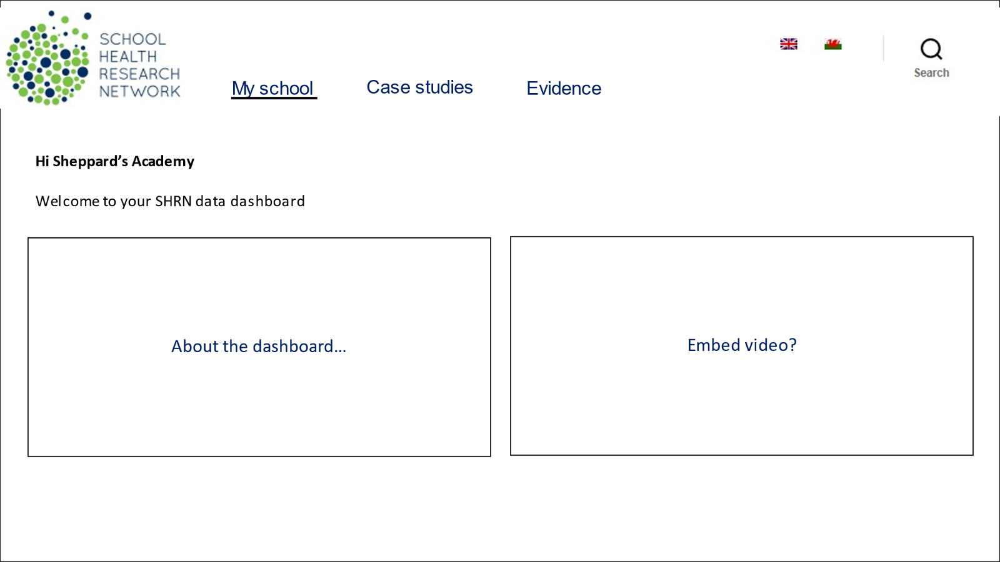 SCHOOL
HEALTH
RESEARCH
NETWORK
My school
Case studies
Evidence
Search
Hi Sheppard’s Academy
Welcome to your SHRN data dashboard
About the dashboard...
Embed video?